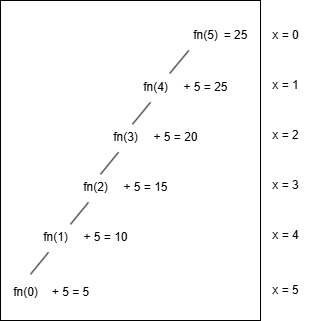 fn(5) = 25 x = 0
fn(4) + 5 = 25 x = 1
fn(3) + 5 = 20 x = 2
fn(2) + 5 = 15 x = 3
fn(1) + 5 = 10 x = 4
fn(0) + 5 = 5 x = 5